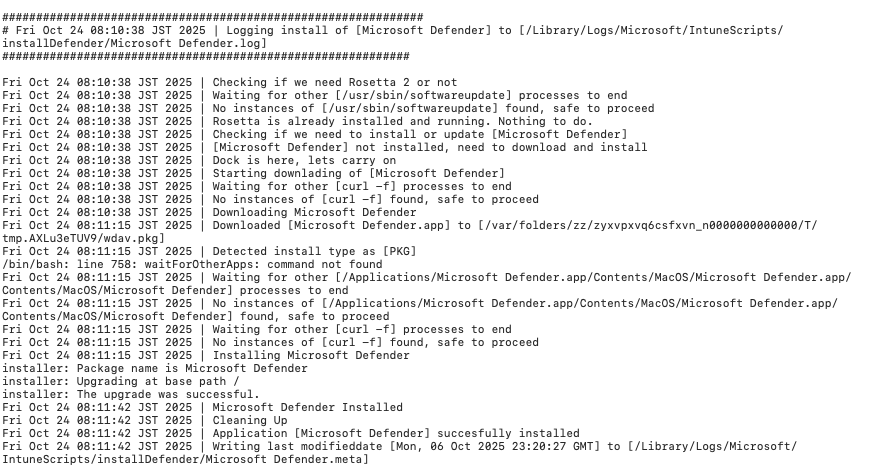 ##############################################################
# Fri Oct 24 08:10:38 JST 2025 | Logging install of [Microsoft Defender] to [/Library/Logs/Microsoft/IntuneScripts/
installDefender/Microsoft Defender.log]
############################################################
Fri Oct 24 08:10:38 JST 2025 | Checking if we need Rosetta 2 or not
Fri Oct 24 08:10:38 JST 2025 | Waiting for other [/usr/sbin/softwareupdate] processes to end
Fri Oct 24 08:10:38 JST 2025 | No instances of [/usr/sbin/softwareupdate] found, safe to proceed
Fri Oct 24 08:10:38 JST 2025 | Rosetta is already installed and running. Nothing to do.
Fri Oct 24 08:10:38 JST 2025 | Checking if we need to install or update [Microsoft Defender]
Fri Oct 24 08:10:38 JST 2025 | [Microsoft Defender] not installed, need to download and install
Fri Oct 24 08:10:38 JST 2025 | Dock is here, lets carry on
Fri Oct 24 08:10:38 JST 2025 | Starting downlading of [Microsoft Defender]
Fri Oct 24 08:10:38 JST 2025 | Waiting for other [curl -f] processes to end
Fri Oct 24 08:10:38 JST 2025 | No instances of [curl -f] found, safe to proceed
Fri Oct 24 08:10:38 JST 2025 | Downloading Microsoft Defender
Fri Oct 24 08:11:15 JST 2025 | Downloaded [Microsoft Defender.app] to [/var/folders/zz/zyxvpxvq6csfxvn_n0000000000000/T/
tmp.AXLu3eTUV9/wdav.pkg]
Fri Oct 24 08:11:15 JST 2025 | Detected install type as [PKG]
/bin/bash: line 758: waitForOtherApps: command not found
Fri Oct 24 08:11:15 JST 2025 | Waiting for other [/Applications/Microsoft Defender.app/Contents/MacOS/Microsoft Defender.app/
Contents/MacOS/Microsoft Defender] processes to end
Fri Oct 24 08:11:15 JST 2025 | No instances of [/Applications/Microsoft Defender.app/Contents/MacOS/Microsoft Defender.app/
Contents/MacOS/Microsoft Defender] found, safe to proceed
Fri Oct 24 08:11:15 JST 2025 | Waiting for other [curl -f] processes to end
Fri Oct 24 08:11:15 JST 2025 | No instances of [curl -f] found, safe to proceed
Fri Oct 24 08:11:15 JST 2025 | Installing Microsoft Defender
installer: Package name is Microsoft Defender
installer: Upgrading at base path /
installer: The upgrade was successful.
Fri Oct 24 08:11:42 JST 2025 | Microsoft Defender Installed
Fri Oct 24 08:11:42 JST 2025 | Cleaning Up
Fri Oct 24 08:11:42 JST 2025 | Application [Microsoft Defender] succesfully installed
Fri Oct 24 08:11:42 JST 2025 | Writing last modifieddate [Mon, 06 Oct 2025 23:20:27 GMT] to [/Library/Logs/Microsoft/
IntuneScripts/installDefender/Microsoft Defender.meta]